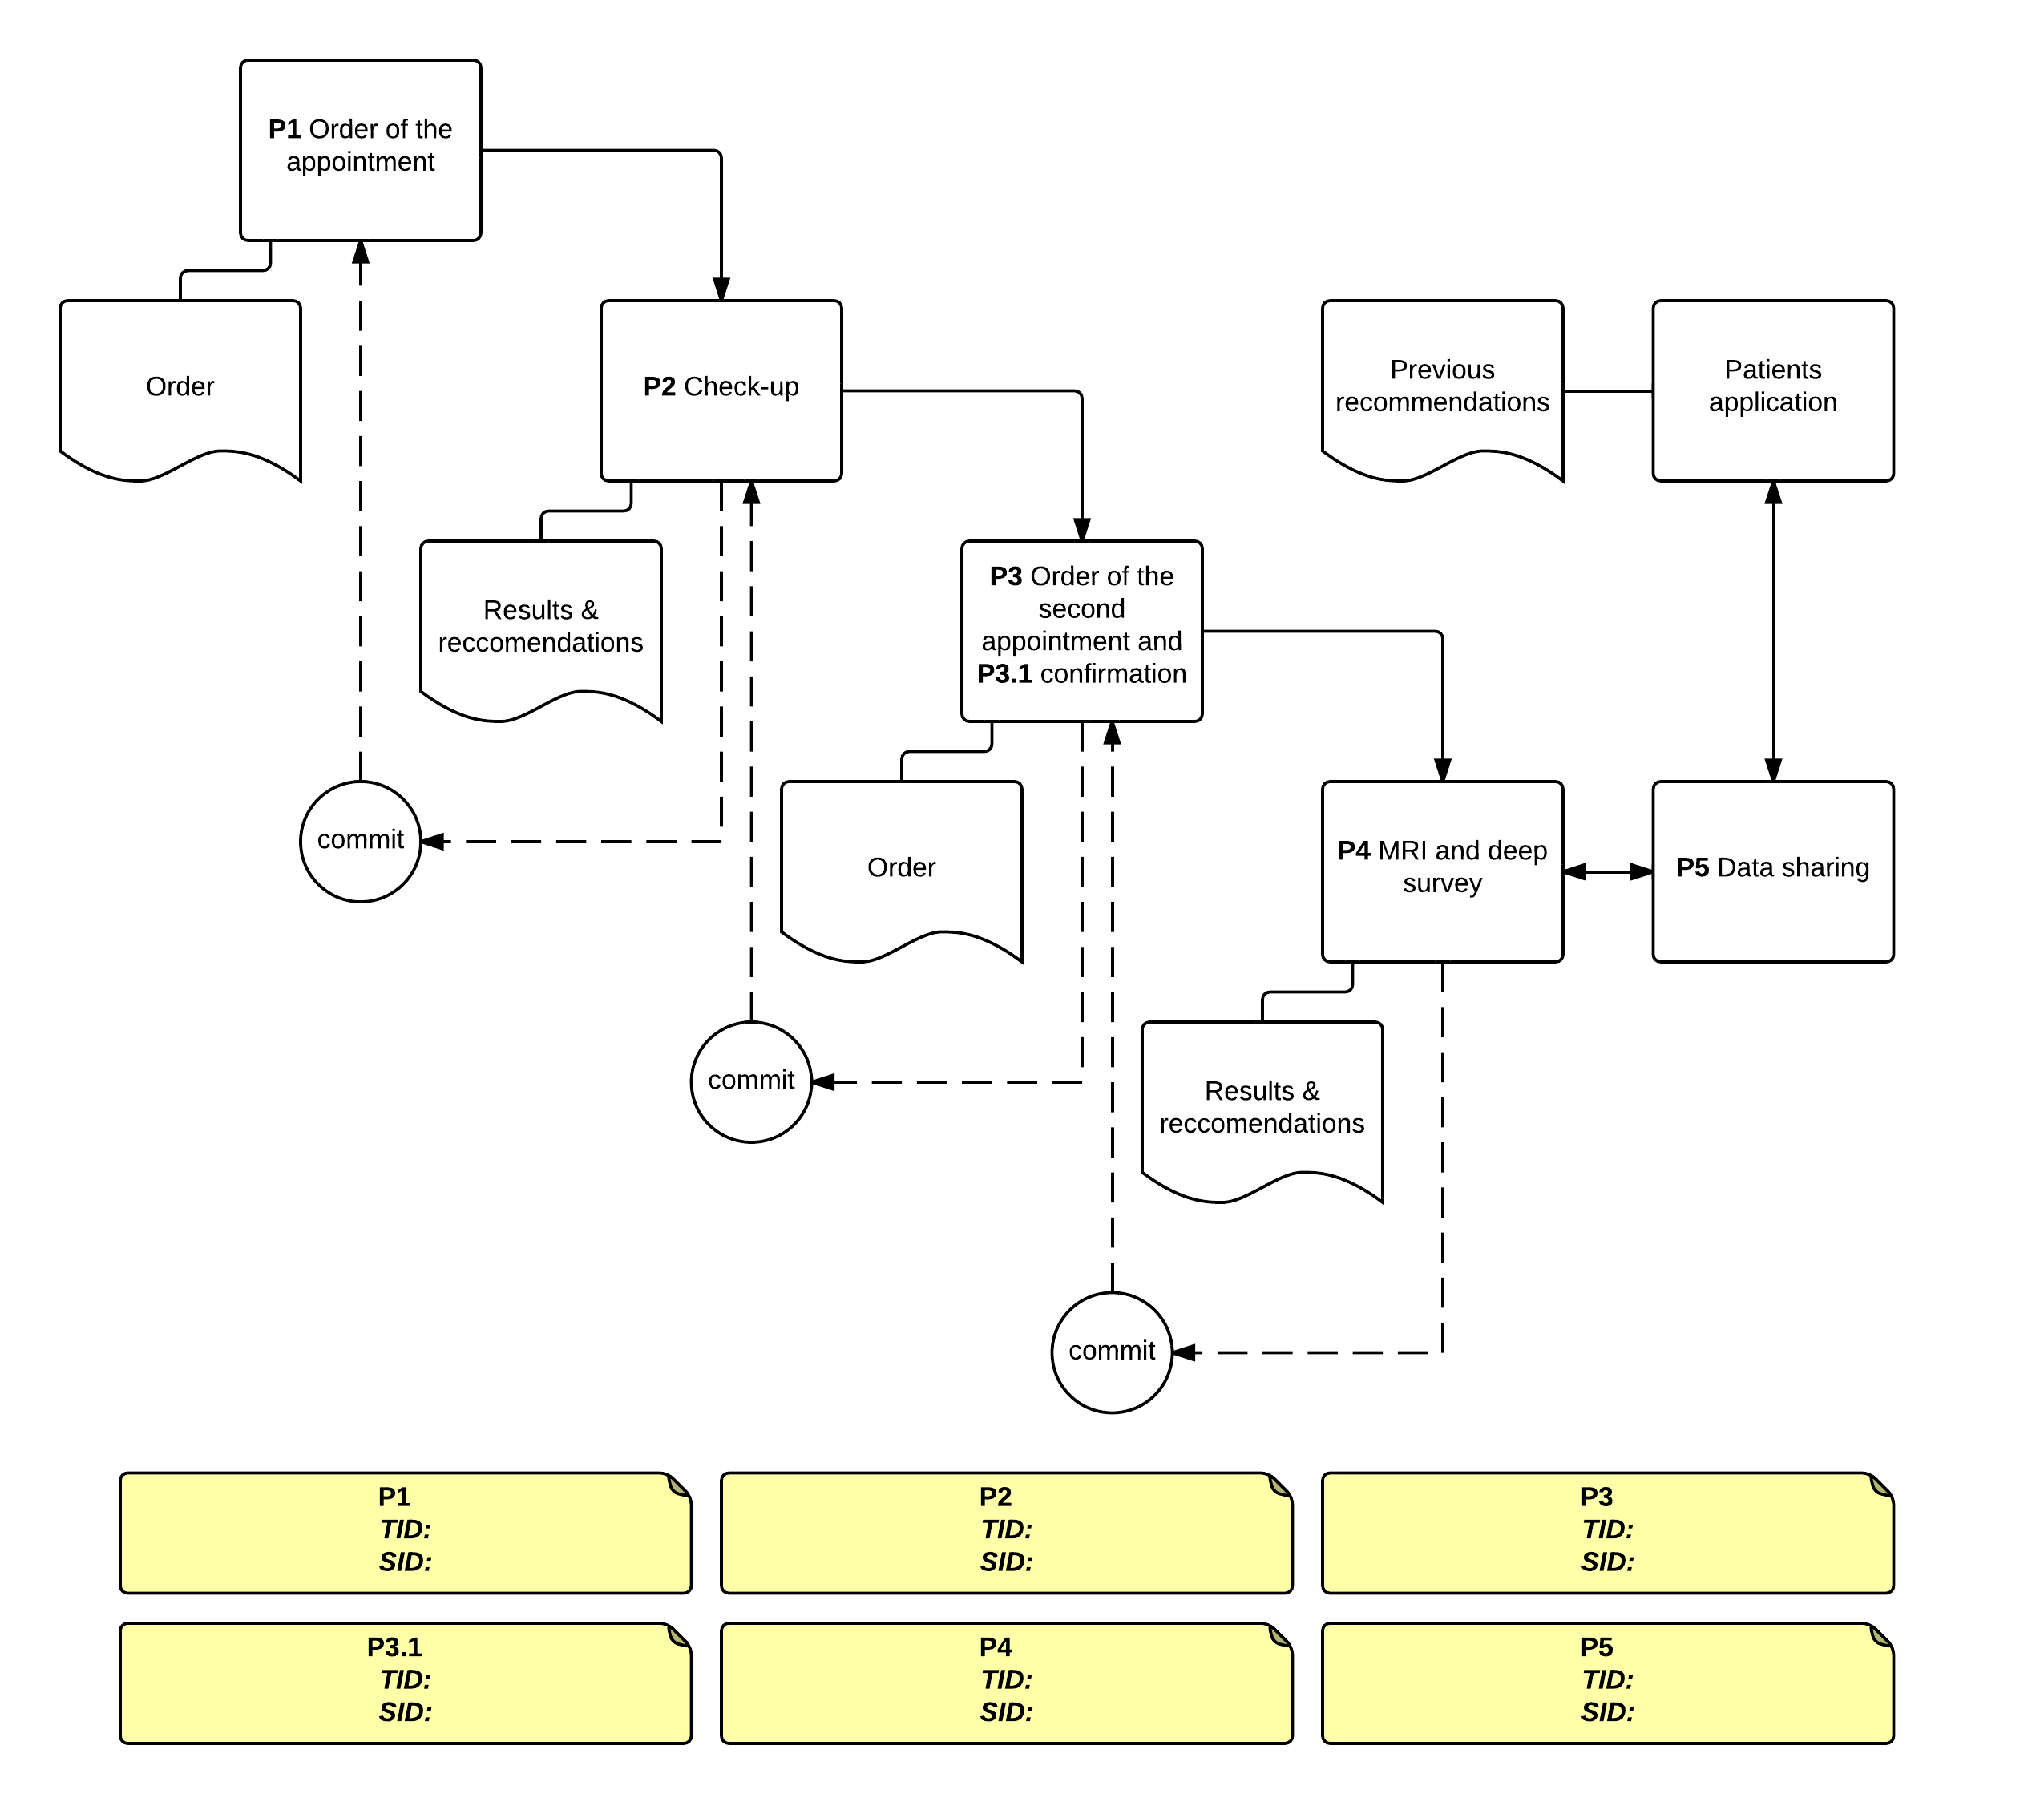 P1 Order of the
appointment
Order
P2 Check-up
Previous
recommendations
Patients
application
Results &
reccomendations
P3 Order of the
second
appointment and
P3.1 confirmation
commit
Order
P4 MRI and deep
survey
P5 Data sharing
commit
Results &
reccomendations
commit
P1
TID:
SID:
P2
TID:
SID:
P3
TID:
SID:
P3.1
TID:
SID:
P4
TID:
SID:
P5
TID:
SID: